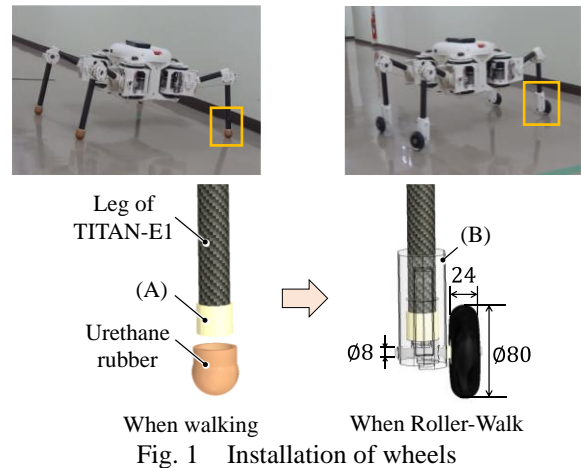 Leg of
TITAN-E1
(A)
Urethane
rubber
When walking
(B)
24
Ø8
Ø80
When Roller-Walk
Fig. 1 Installation of wheels